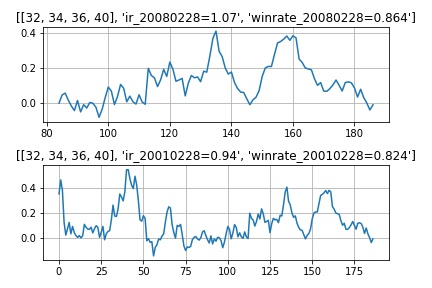 [[32, 34, 36, 40], 'ir_20080228=1.07', 'winrate_20080228=0.864']
0.4
0.2
0.0
80 100 120 140 160 180
[[32, 34, 36, 40], 'ir_20010228=0.94', 'winrate_20010228=0.824']
0.4
0.2
0.0
0 25 50 75 100 125 150 175